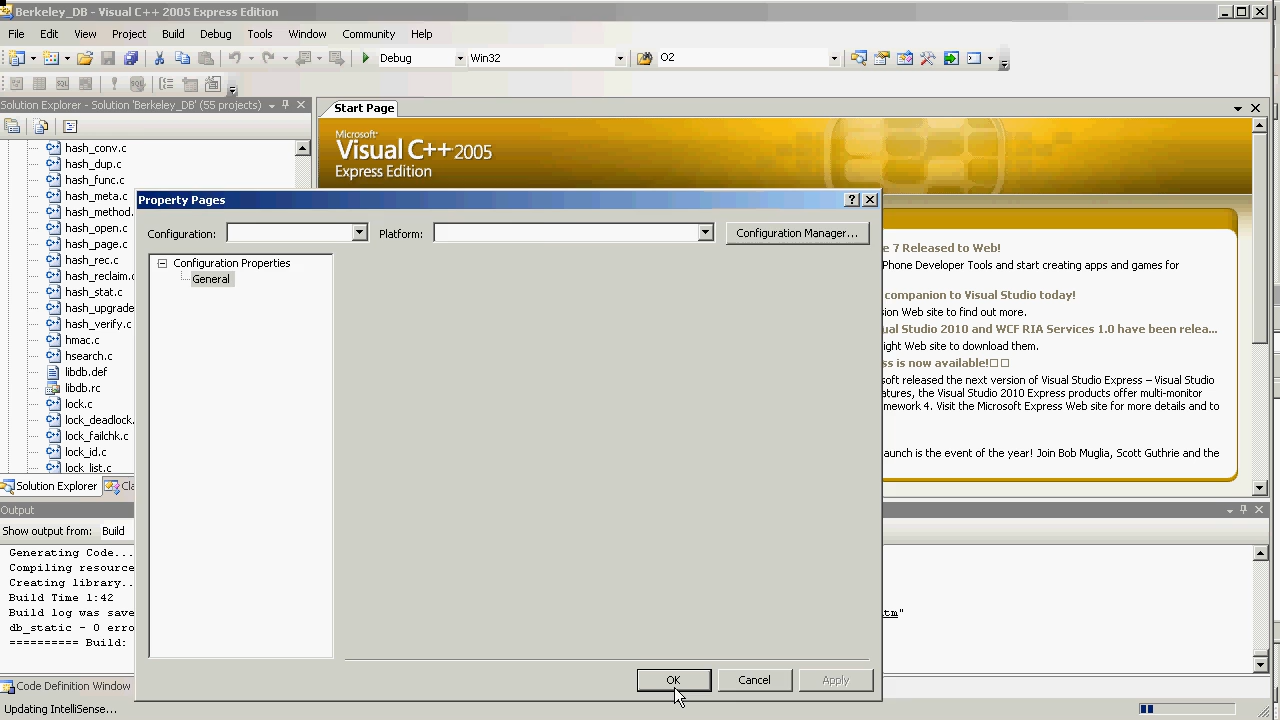 Berkeley_DB - Visual C++ 2005 Express Edition
File Edit View Project Build Debug Tools Window Community Help
Debug Win32 O2
Solution Explorer - Solution 'Berkeley_DB' (55 projects)
hash_conv.c
hash_dup.c
hash_func.c
hash_meta.c
hash_method.
hash_open.c
hash_page.c
hash_rec.c
hash_reclaim.c
hash_stat.c
hash_upgrade
hash_verify.c
hmac.c
hsearch.c
libdb.def
libdb.rc
lock.c
lock_deadlock.
lock_failchk.c
lock_id.c
lock_list.c
Solution Explorer Cla
Start Page
Microsoft
Visual C++ 2005
Express Edition
e 7 Released to Web!
Phone Developer Tools and start creating apps and games for
companion to Visual Studio today!
ion Web site to find out more.
ual Studio 2010 and WCF RIA Services 1.0 have been relea...
ight Web site to download them.
ss is now available!
soft released the next version of Visual Studio Express – Visual Studio
atures, the Visual Studio 2010 Express products offer multi-monitor
mework 4. Visit the Microsoft Express Web site for more details and to
aunch is the event of the year! Join Bob Muglia, Scott Guthrie and the
Property Pages
Configuration: Platform: Configuration Manager...
Configuration Properties
General
OK Cancel Apply
Output
Show output from: Build
Generating Code...
Compiling resource
Creating library..
Build Time 1:42
Build log was save
tm"
db_static - 0 erro
========== Build:
Code Definition Window
Updating IntelliSense...